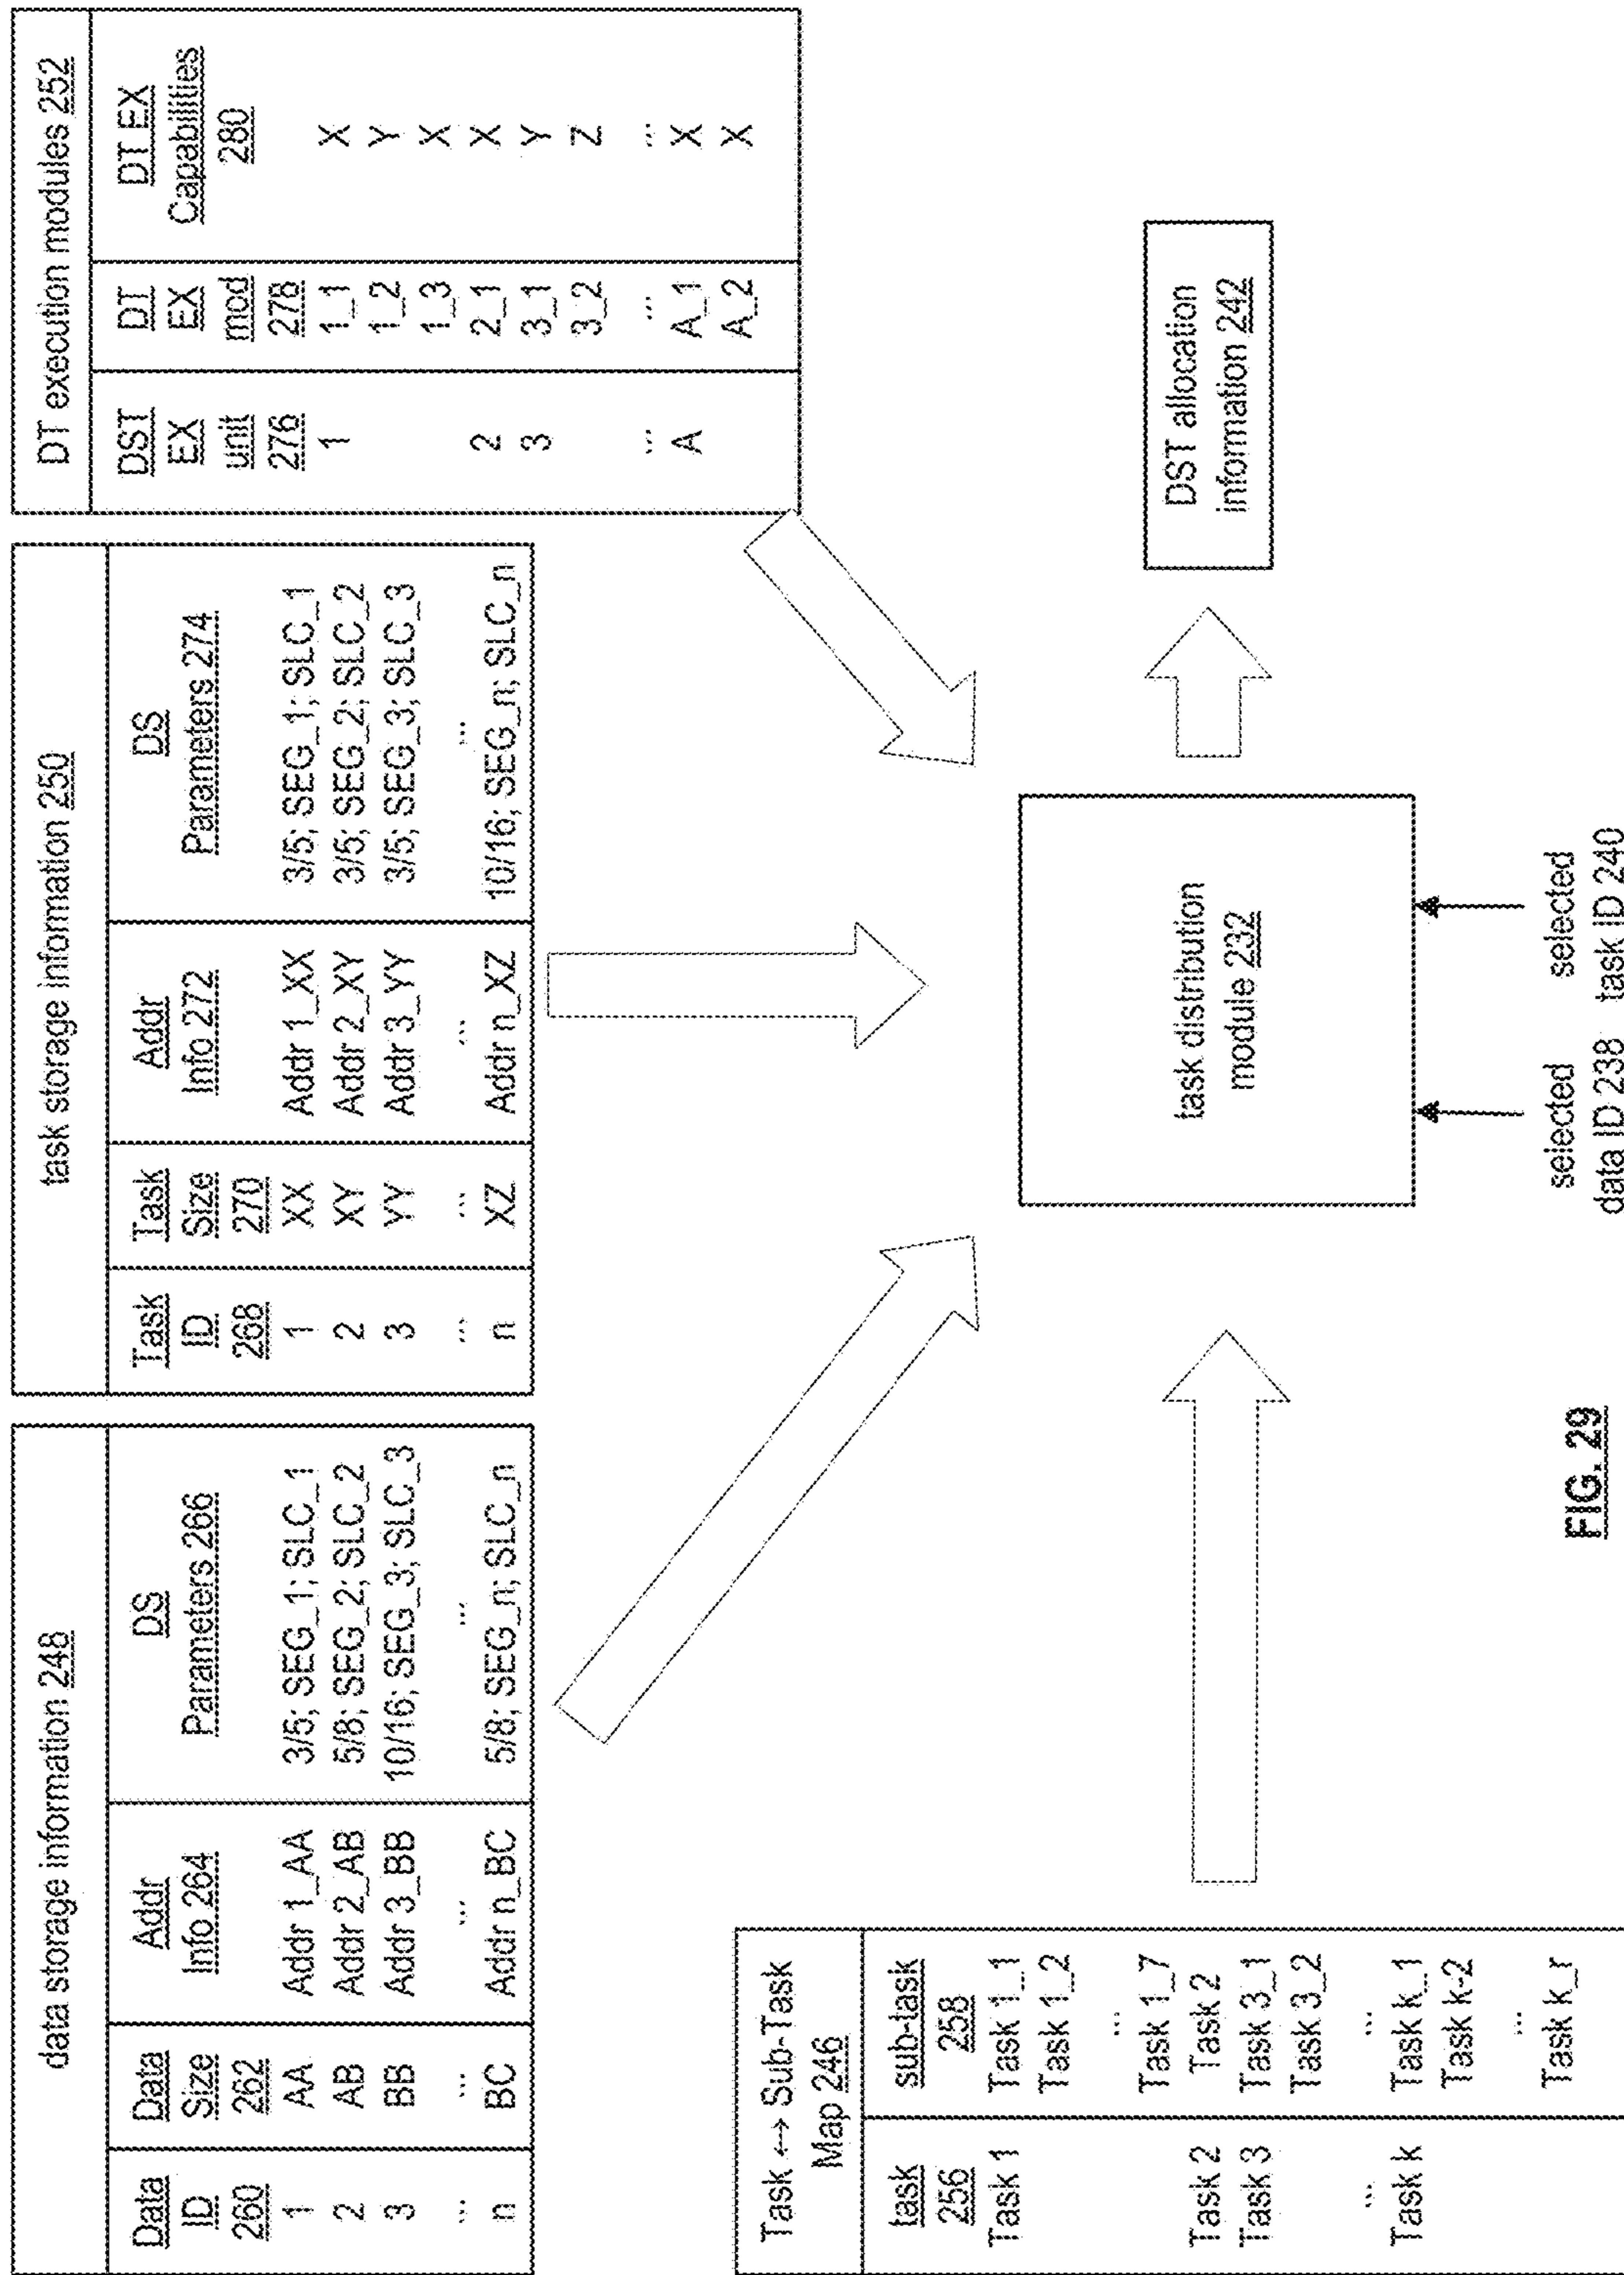 data storage information 248
Data ID 260 Data Size 262 Addr Info 264 DS Parameters 266
1 AA Addr 1_AA 3/5; SEG_1; SLC_1
2 AB Addr 2_AB 5/8; SEG_2; SLC_2
3 BB Addr 3_BB 10/16; SEG_3; SLC_3
... ... ... ...
n BC Addr n_BC 5/8; SEG_n; SLC_n
task storage information 250
Task ID 268 Task Size 270 Addr Info 272 DS Parameters 274
1 XX Addr 1_XX 3/5; SEG_1; SLC_1
2 XY Addr 2_XY 3/5; SEG_2; SLC_2
3 YY Addr 3_YY 3/5; SEG_3; SLC_3
... ... ... ...
n XZ Addr n_XZ 10/16; SEG_n; SLC_n
DT execution modules 252
DST EX unit 276 DT EX mod 278 DT EX Capabilities 280
1 1_1 X
1_2 Y
1_3 X
2 2_1 X
3 3_1 Y
3_2 Z
... ... ...
A A_1 X
A_2 X
Task ↔ Sub-Task
Map 246
task 256 sub-task 258
Task 1 Task 1_1
Task 1_2
...
Task 1_7
Task 2 Task 2
Task 3 Task 3_1
Task 3_2
... ...
Task k Task k_1
Task k-2
...
Task k_r
task distribution
module 232
DST allocation
information 242
selected
data ID 238
selected
task ID 240
FIG. 29